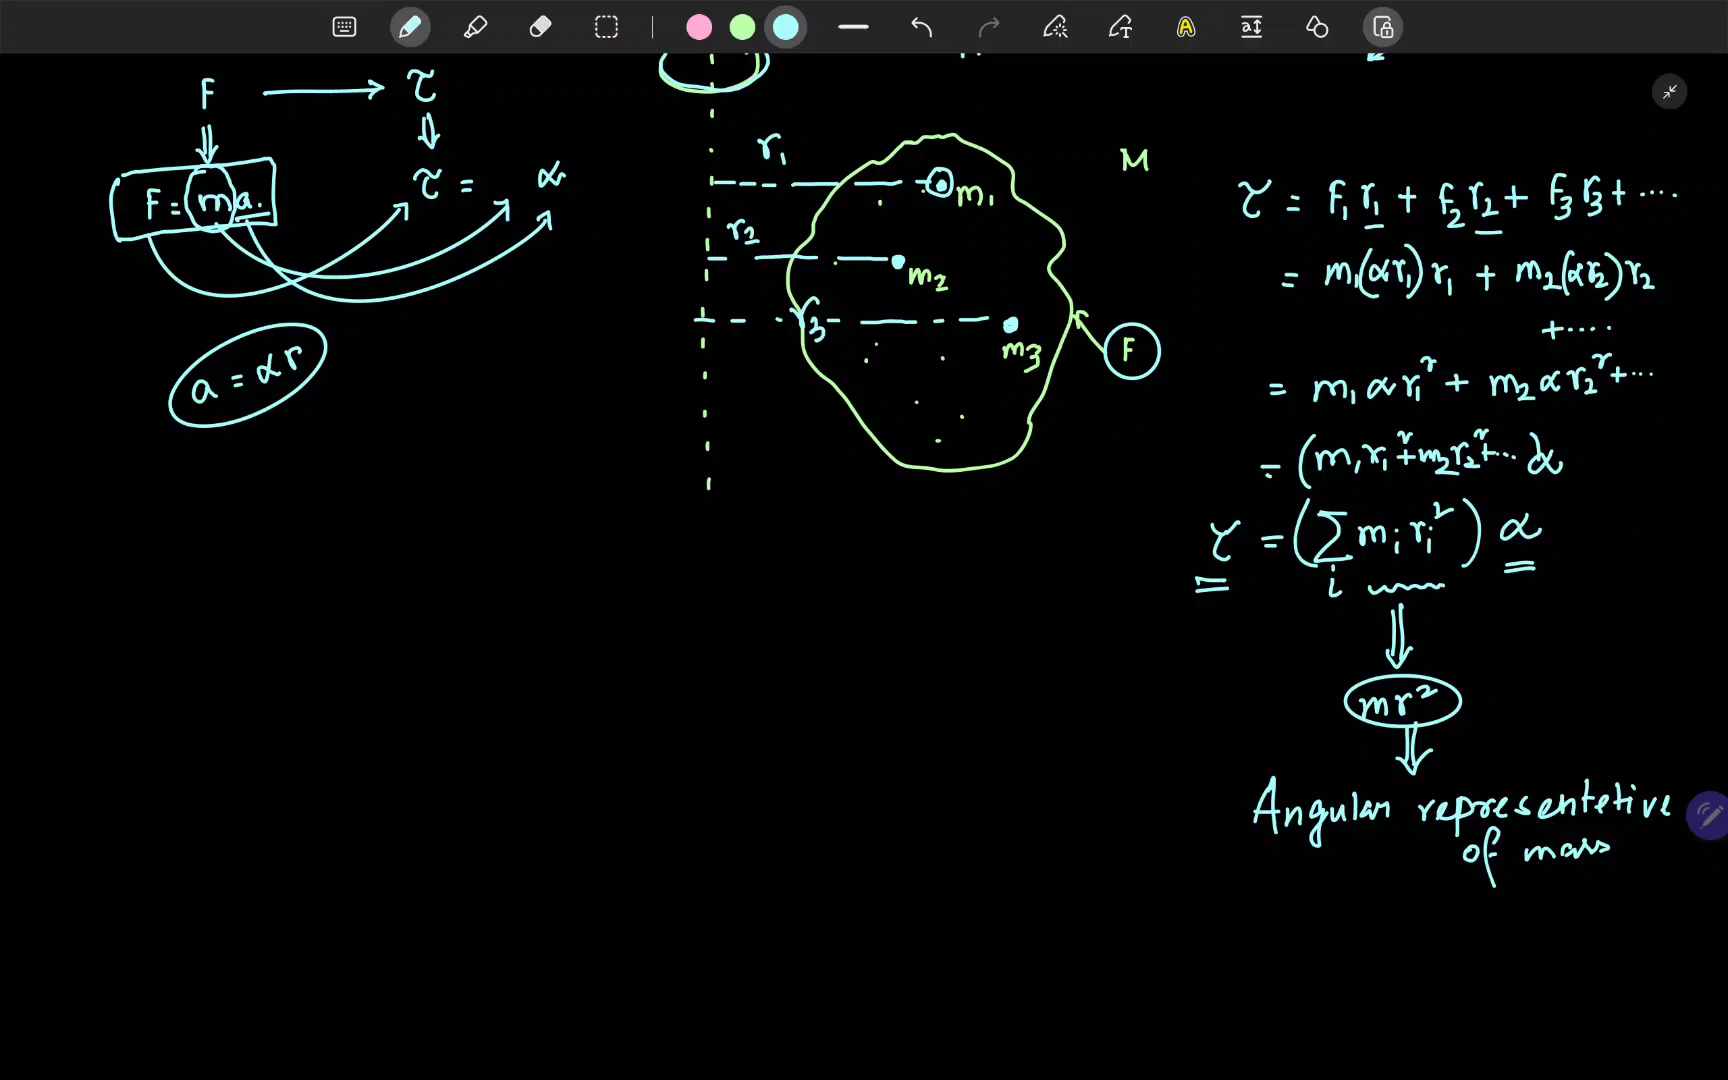 F → τ
F = ma.
τ = α
a = αr
r₁
m₁
M
r₂
m₂
r₃
m₃
F
τ = F₁r₁ + F₂r₂ + F₃r₃ + ....
= m₁(αr₁)r₁ + m₂(αr₂)r₂
+....
= m₁αr₁² + m₂αr₂² + ...
= (m₁r₁² + m₂r₂² + ... )α
τ = (∑ mᵢrᵢ²) α
i
mr²
Angular representetive
of mass